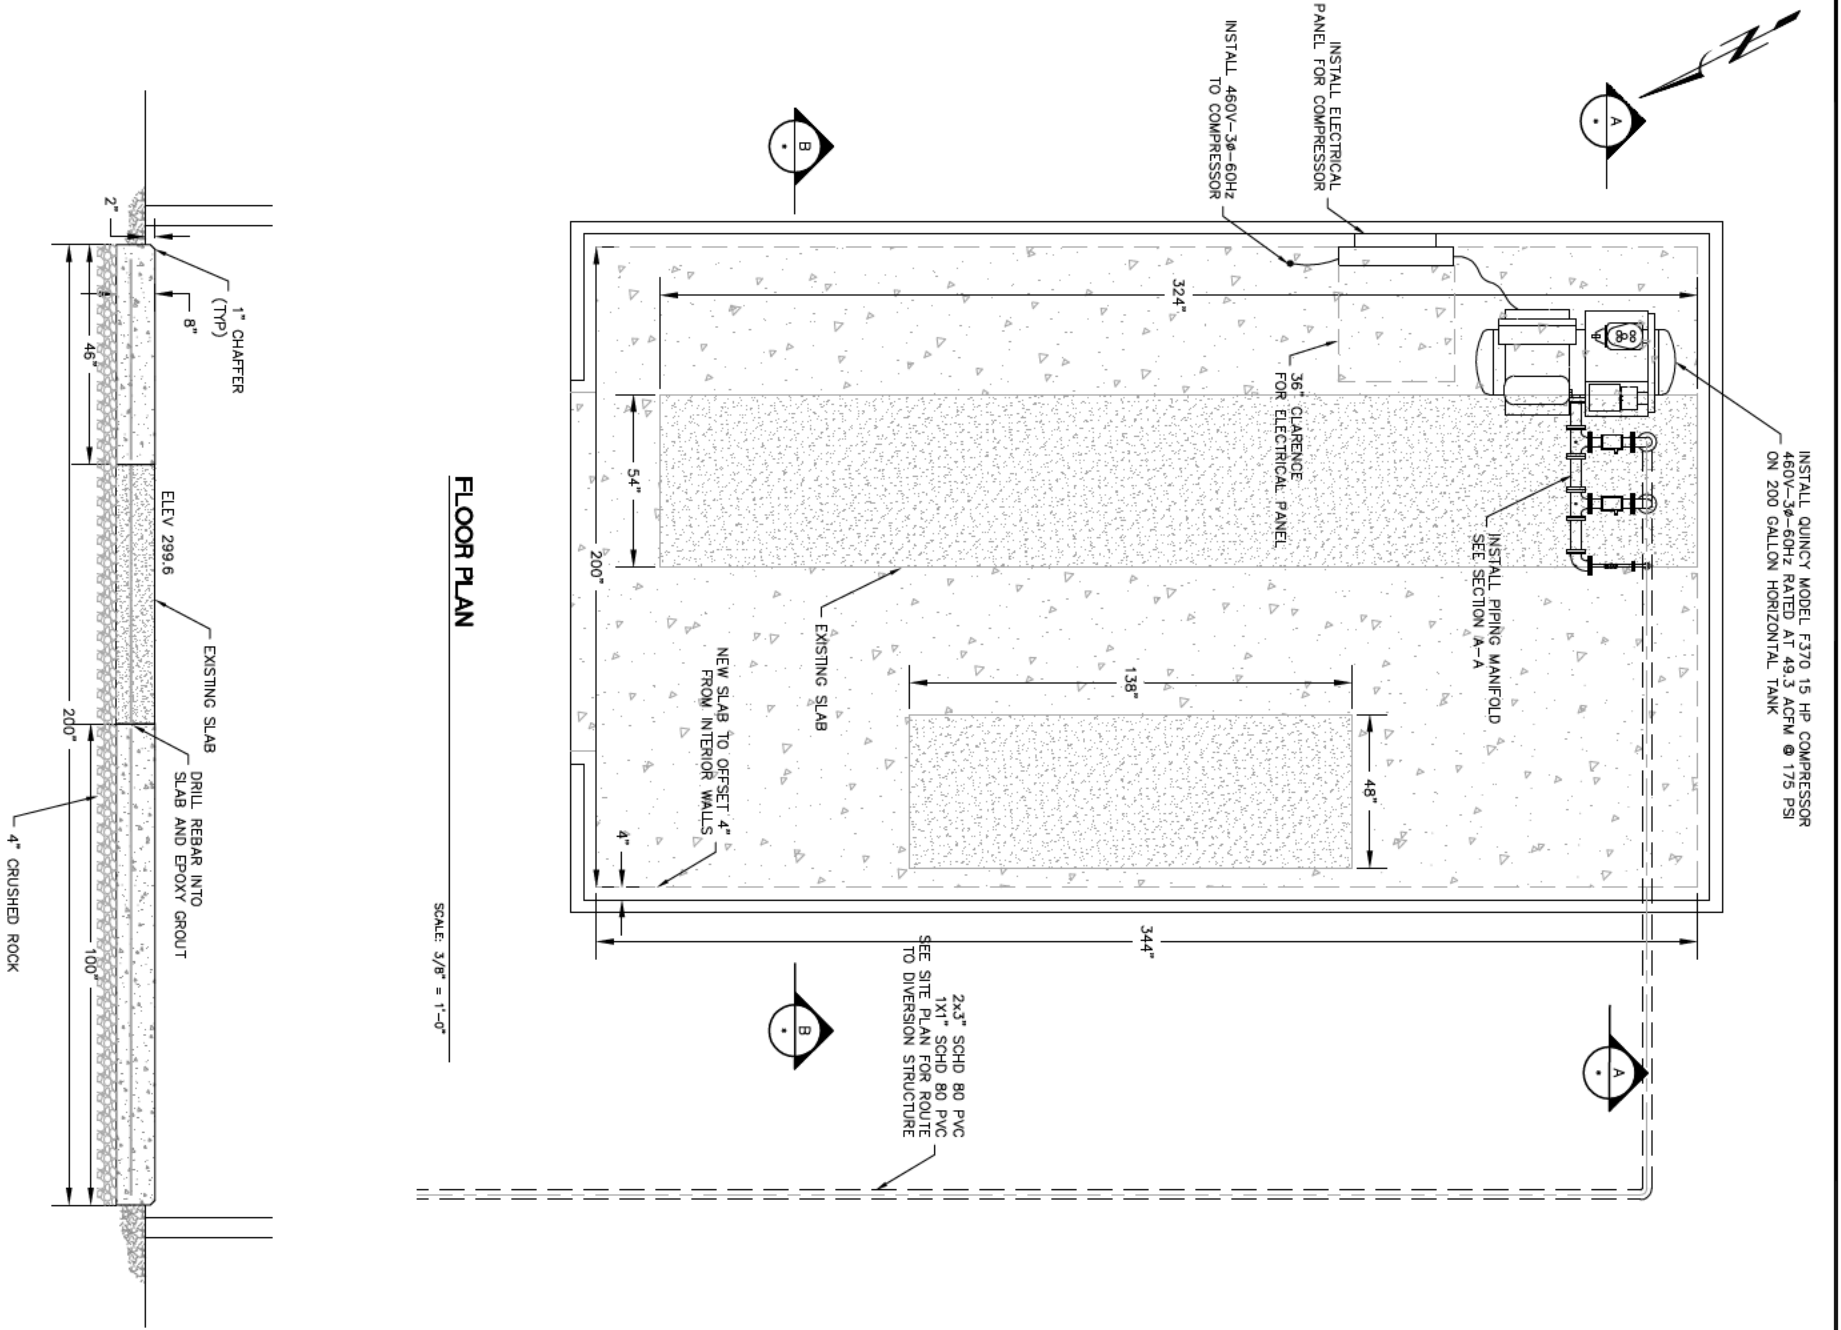 N
A
*
B
*
INSTALL ELECTRICAL
PANEL FOR COMPRESSOR
INSTALL 460V-3ø-60Hz
TO COMPRESSOR
INSTALL QUINCY MODEL F370 15 HP COMPRESSOR
460V-3ø-60Hz RATED AT 49.3 ACFM @ 175 PSI
ON 200 GALLON HORIZONTAL TANK
324"
36" CLARENCE
FOR ELECTRICAL PANEL
54"
200"
INSTALL PIPING MANIFOLD
SEE SECTION A-A
EXISTING SLAB
138"
48"
NEW SLAB TO OFFSET 4"
FROM INTERIOR WALLS
4"
344"
2x3" SCHD 80 PVC
1X1" SCHD 80 PVC
SEE SITE PLAN FOR ROUTE
TO DIVERSION STRUCTURE
A
*
B
*
FLOOR PLAN
SCALE: 3/8" = 1'-0"
2"
1" CHAFFER
(TYP)
8"
46"
ELEV 299.6
EXISTING SLAB
DRILL REBAR INTO
SLAB AND EPOXY GROUT
200"
100"
4" CRUSHED ROCK